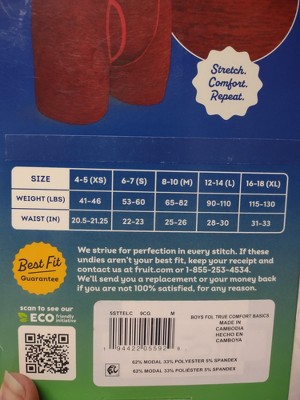 Stretch.
Comfort.
Repeat.
SIZE 4-5 (XS) 6-7 (S) 8-10 (M) 12-14 (L) 16-18 (XL)
WEIGHT (LBS) 41-46 53-60 65-82 90-110 115-130
WAIST (IN) 20.5-21.25 22-23 25-26 28-30 31-33
Best Fit
Guarantee
We strive for perfection in every stitch. If these
undies aren't your best fit, keep your receipt and
contact us at fruit.com or 1-855-253-4534.
We'll send you a replacement or your money back
if you are not 100% satisfied, for any reason.
scan to see our
ECO friendly
initiative
5STTELC 5CG M
BOYS FOL TRUE COMFORT BASICS
MADE IN
CAMBODIA
HECHO EN
CAMBOYA
1 94422 05592 9
62% MODAL 33% POLYESTER 5% SPANDEX
62% MODAL 33% POLIÉSTER 5% SPANDEX